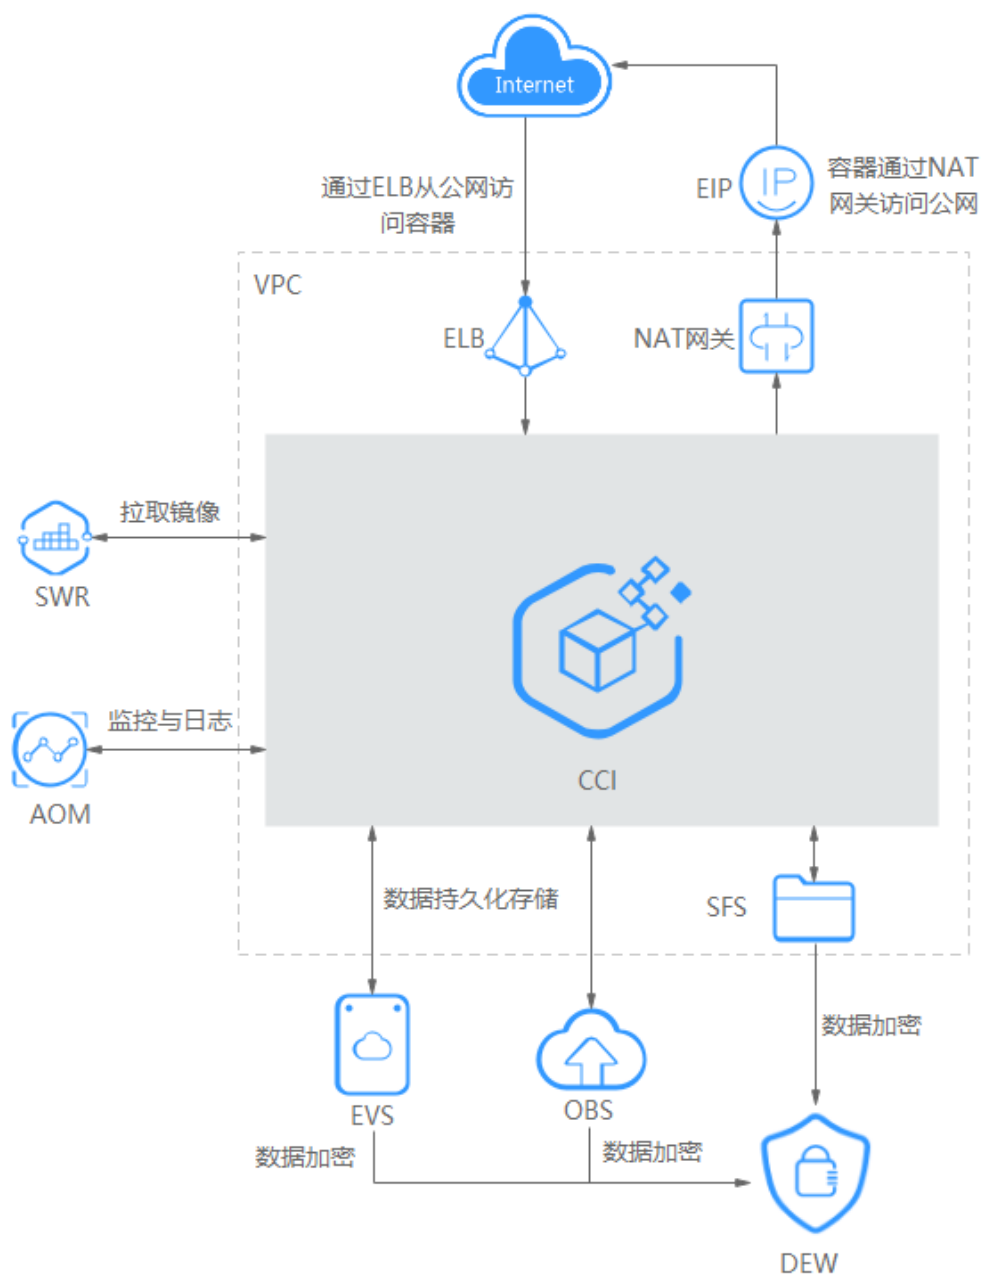 Internet
通过ELB从公网访
问容器
EIP
IP
容器通过NAT
网关访问公网
VPC
ELB
NAT网关
拉取镜像
SWR
监控与日志
AOM
CCI
数据持久化存储
SFS
数据加密
EVS
OBS
数据加密
数据加密
DEW